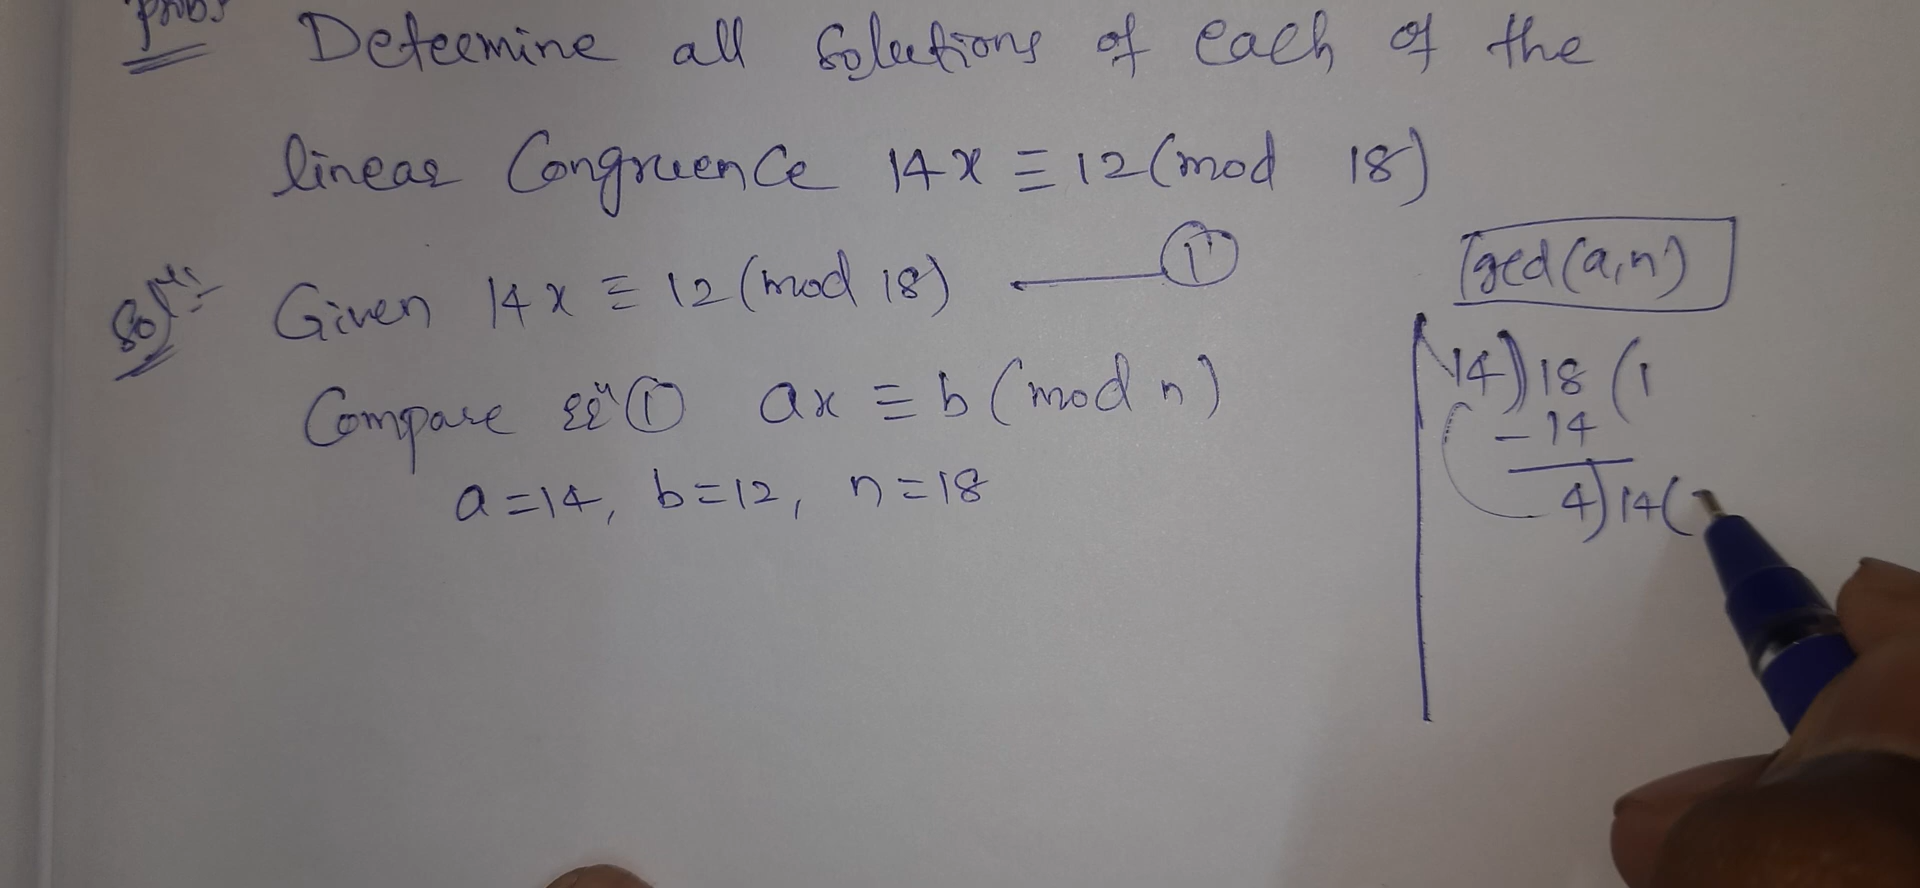 Prob:
Determine all Solutions of each of the
linear Congruence 14x ≡ 12 (mod 18)
Solⁿ:- Given 14x ≡ 12 (mod 18) —— ①
Compare eqⁿ ① ax ≡ b (mod n)
a = 14, b = 12, n = 18
gcd (a, n)
14) 18 (1
- 14
4) 14 (